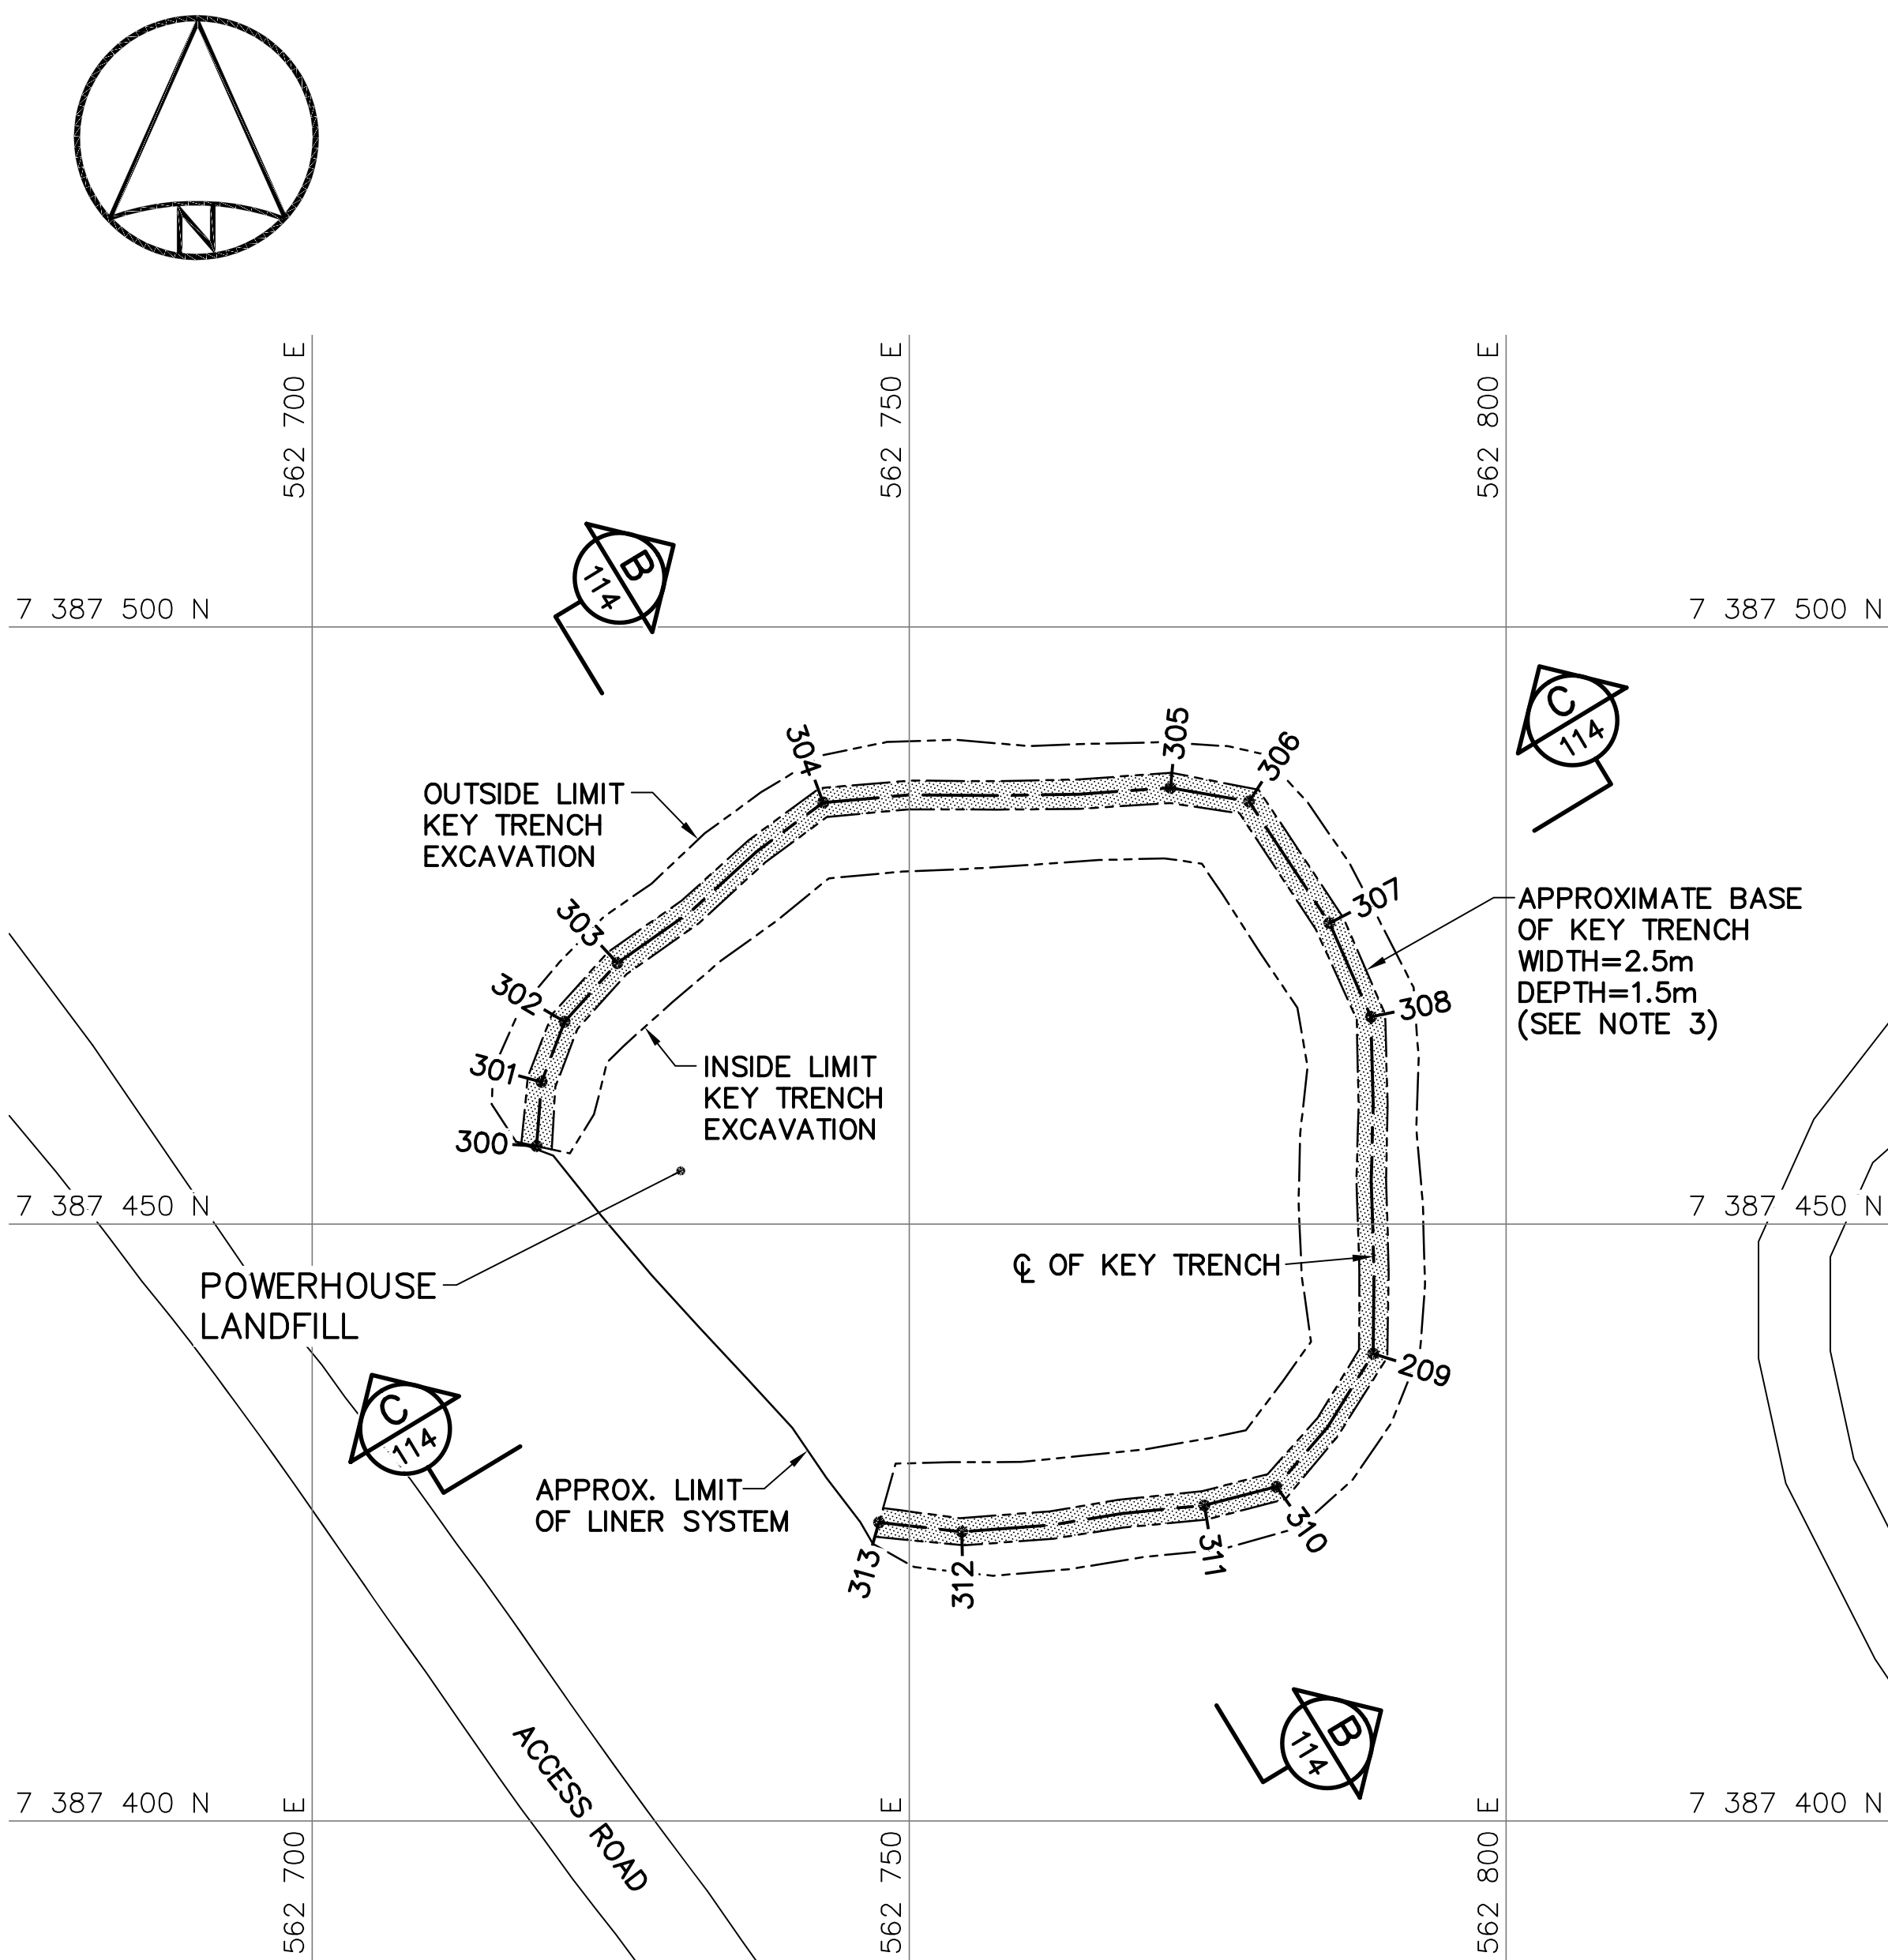 N
562 700 E
562 750 E
562 800 E
B
114
7 387 500 N
7 387 500 N
C
114
304
305
306
OUTSIDE LIMIT
KEY TRENCH
EXCAVATION
303
307
APPROXIMATE BASE
OF KEY TRENCH
WIDTH=2.5m
DEPTH=1.5m
(SEE NOTE 3)
302
308
301
INSIDE LIMIT
KEY TRENCH
EXCAVATION
300
7 387 450 N
7 387 450 N
℄ OF KEY TRENCH
POWERHOUSE
LANDFILL
209
C
114
APPROX. LIMIT
OF LINER SYSTEM
310
311
312
313
B
114
ACCESS ROAD
7 387 400 N
7 387 400 N
562 700 E
562 750 E
562 800 E